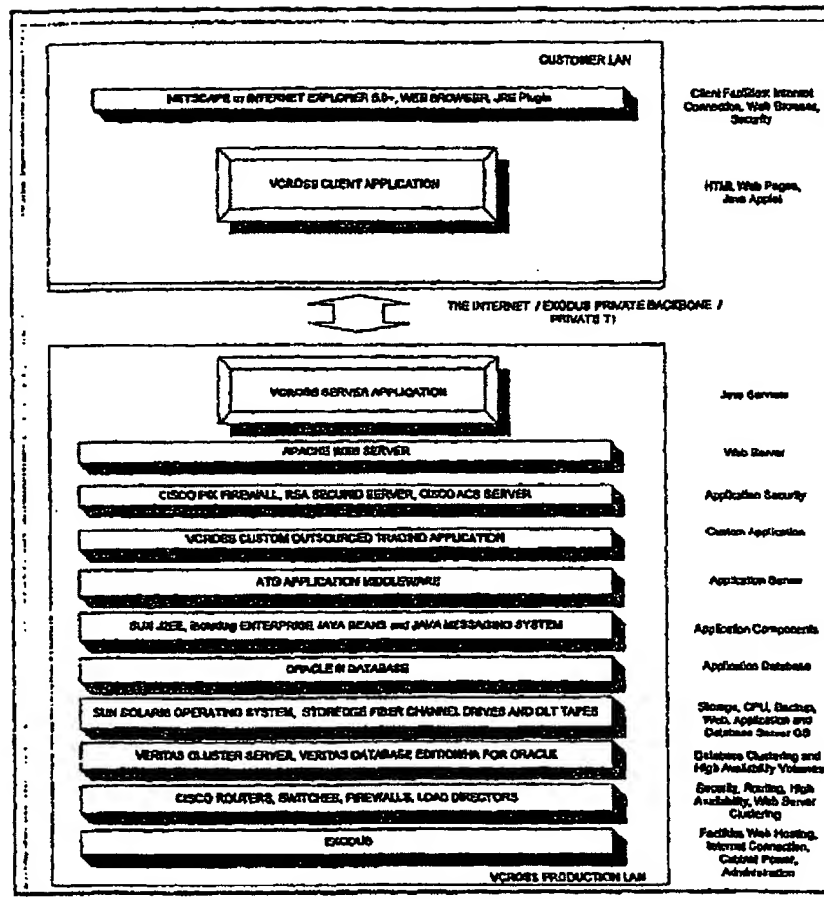 CUSTOMER LAN
NETSCAPE or INTERNET EXPLORER 5.0+, WEB BROWSER, JRE Plugin
Client Facilities: Internet
Connection, Web Browser,
Security
VCROSS CLIENT APPLICATION
HTML Web Pages,
Java Applet
THE INTERNET / EXODUS PRIVATE BACKBONE /
PRIVATE T1
VCROSS SERVER APPLICATION
Java Servlets
APACHE WEB SERVER
Web Server
CISCO PIX FIREWALL, RSA SECURID SERVER, CISCO ACS SERVER
Application Security
VCROSS CUSTOM OUTSOURCED TRADING APPLICATION
Custom Application
ATG APPLICATION MIDDLEWARE
Application Server
SUN J2EE, including ENTERPRISE JAVA BEANS and JAVA MESSAGING SYSTEM
Application Components
ORACLE 8i DATABASE
Application Database
SUN SOLARIS OPERATING SYSTEM, STOREDGE FIBER CHANNEL DRIVES AND DLT TAPES
Storage, CPU, Backup,
Web, Application and
Database Server OS
VERITAS CLUSTER SERVER, VERITAS DATABASE EDITION/HA FOR ORACLE
Database Clustering and
High Availability Volumes
CISCO ROUTERS, SWITCHES, FIREWALLS, LOAD DIRECTORS
Security, Routing, High
Availability, Web Server
Clustering
EXODUS
Facilities Web Hosting,
Internet Connection,
Cabinet Power,
Administration
VCROSS PRODUCTION LAN